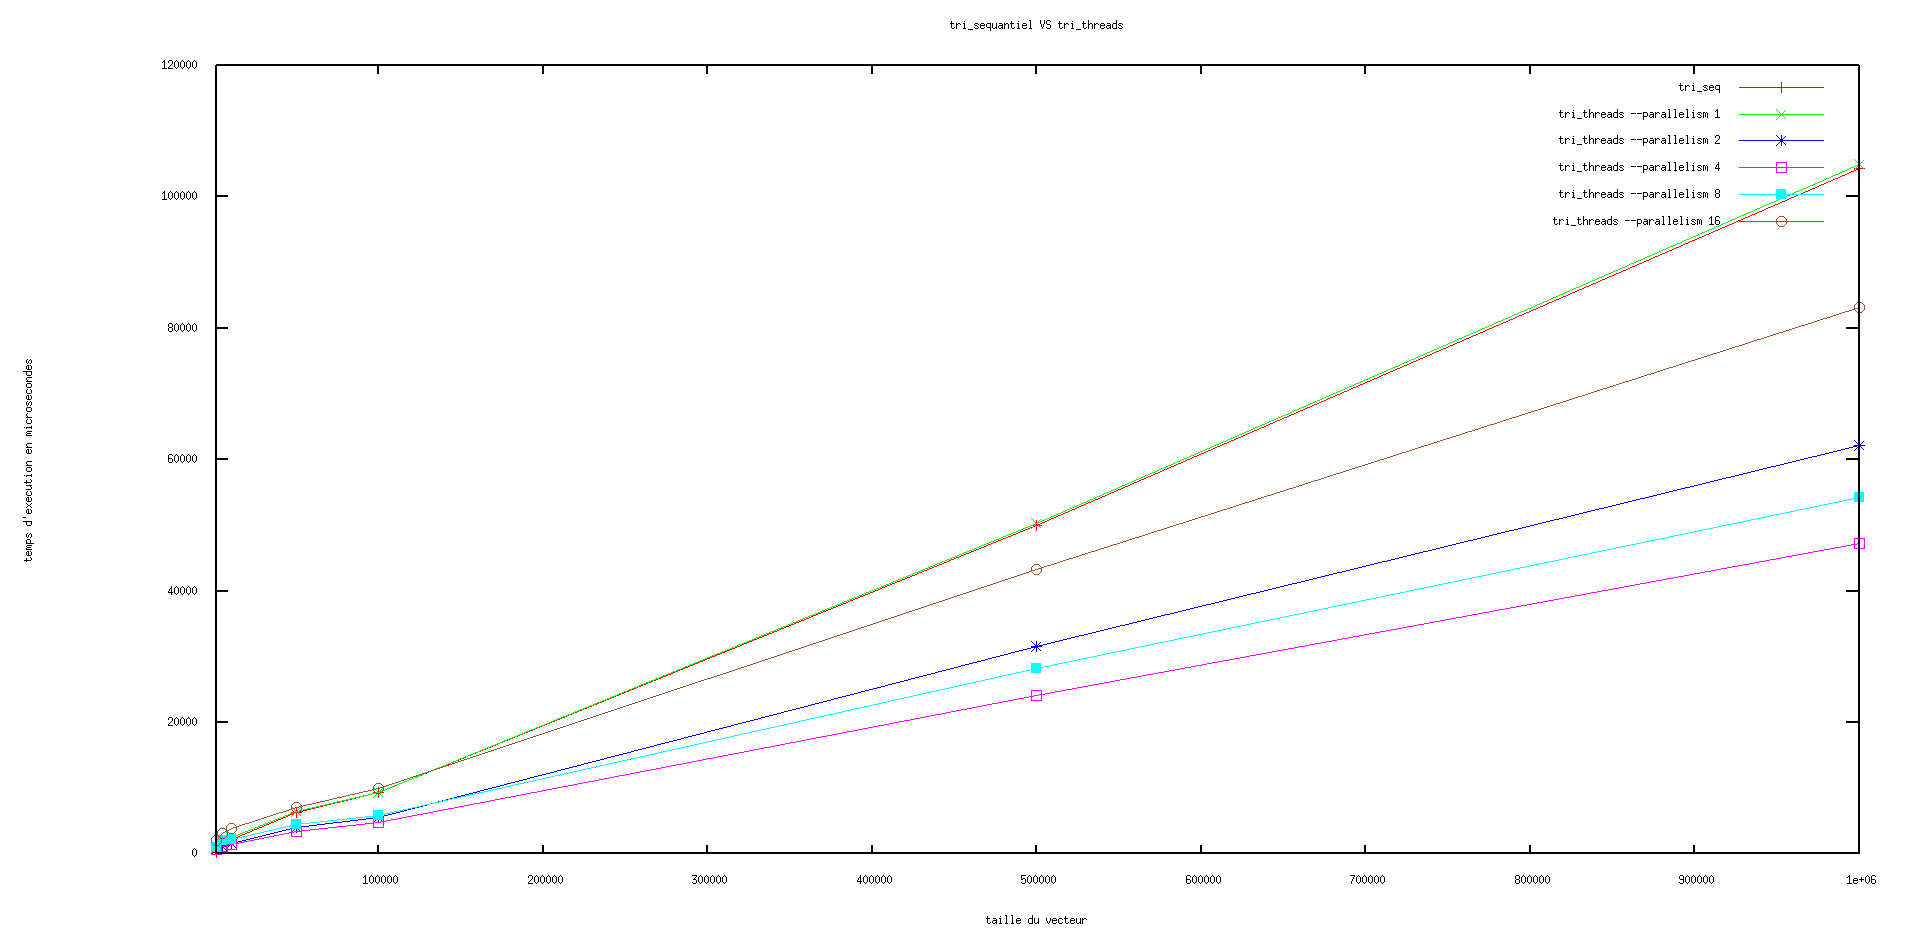 tri_sequantiel VS tri_threads
120000
100000
80000
60000
40000
20000
0
temps d'execution en microsecondes
tri_seq
tri_threads --parallelism 1
tri_threads --parallelism 2
tri_threads --parallelism 4
tri_threads --parallelism 8
tri_threads --parallelism 16
100000 200000 300000 400000 500000 600000 700000 800000 900000 1e+06
taille du vecteur